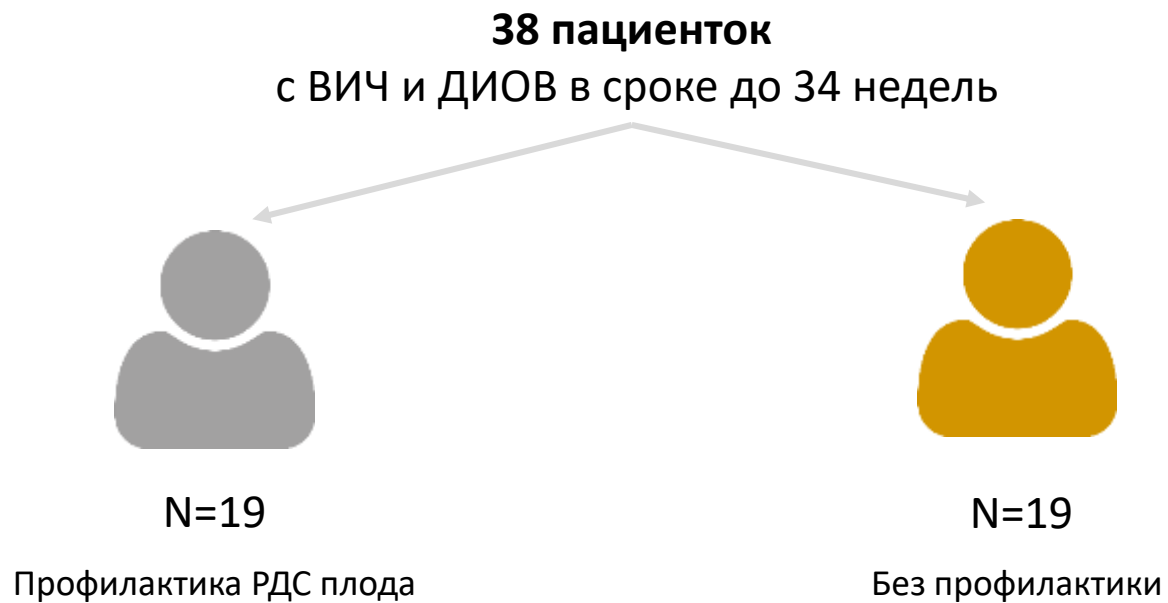 38 пациенток
с ВИЧ и ДИОВ в сроке до 34 недель
N=19
N=19
Профилактика РДС плода
Без профилактики